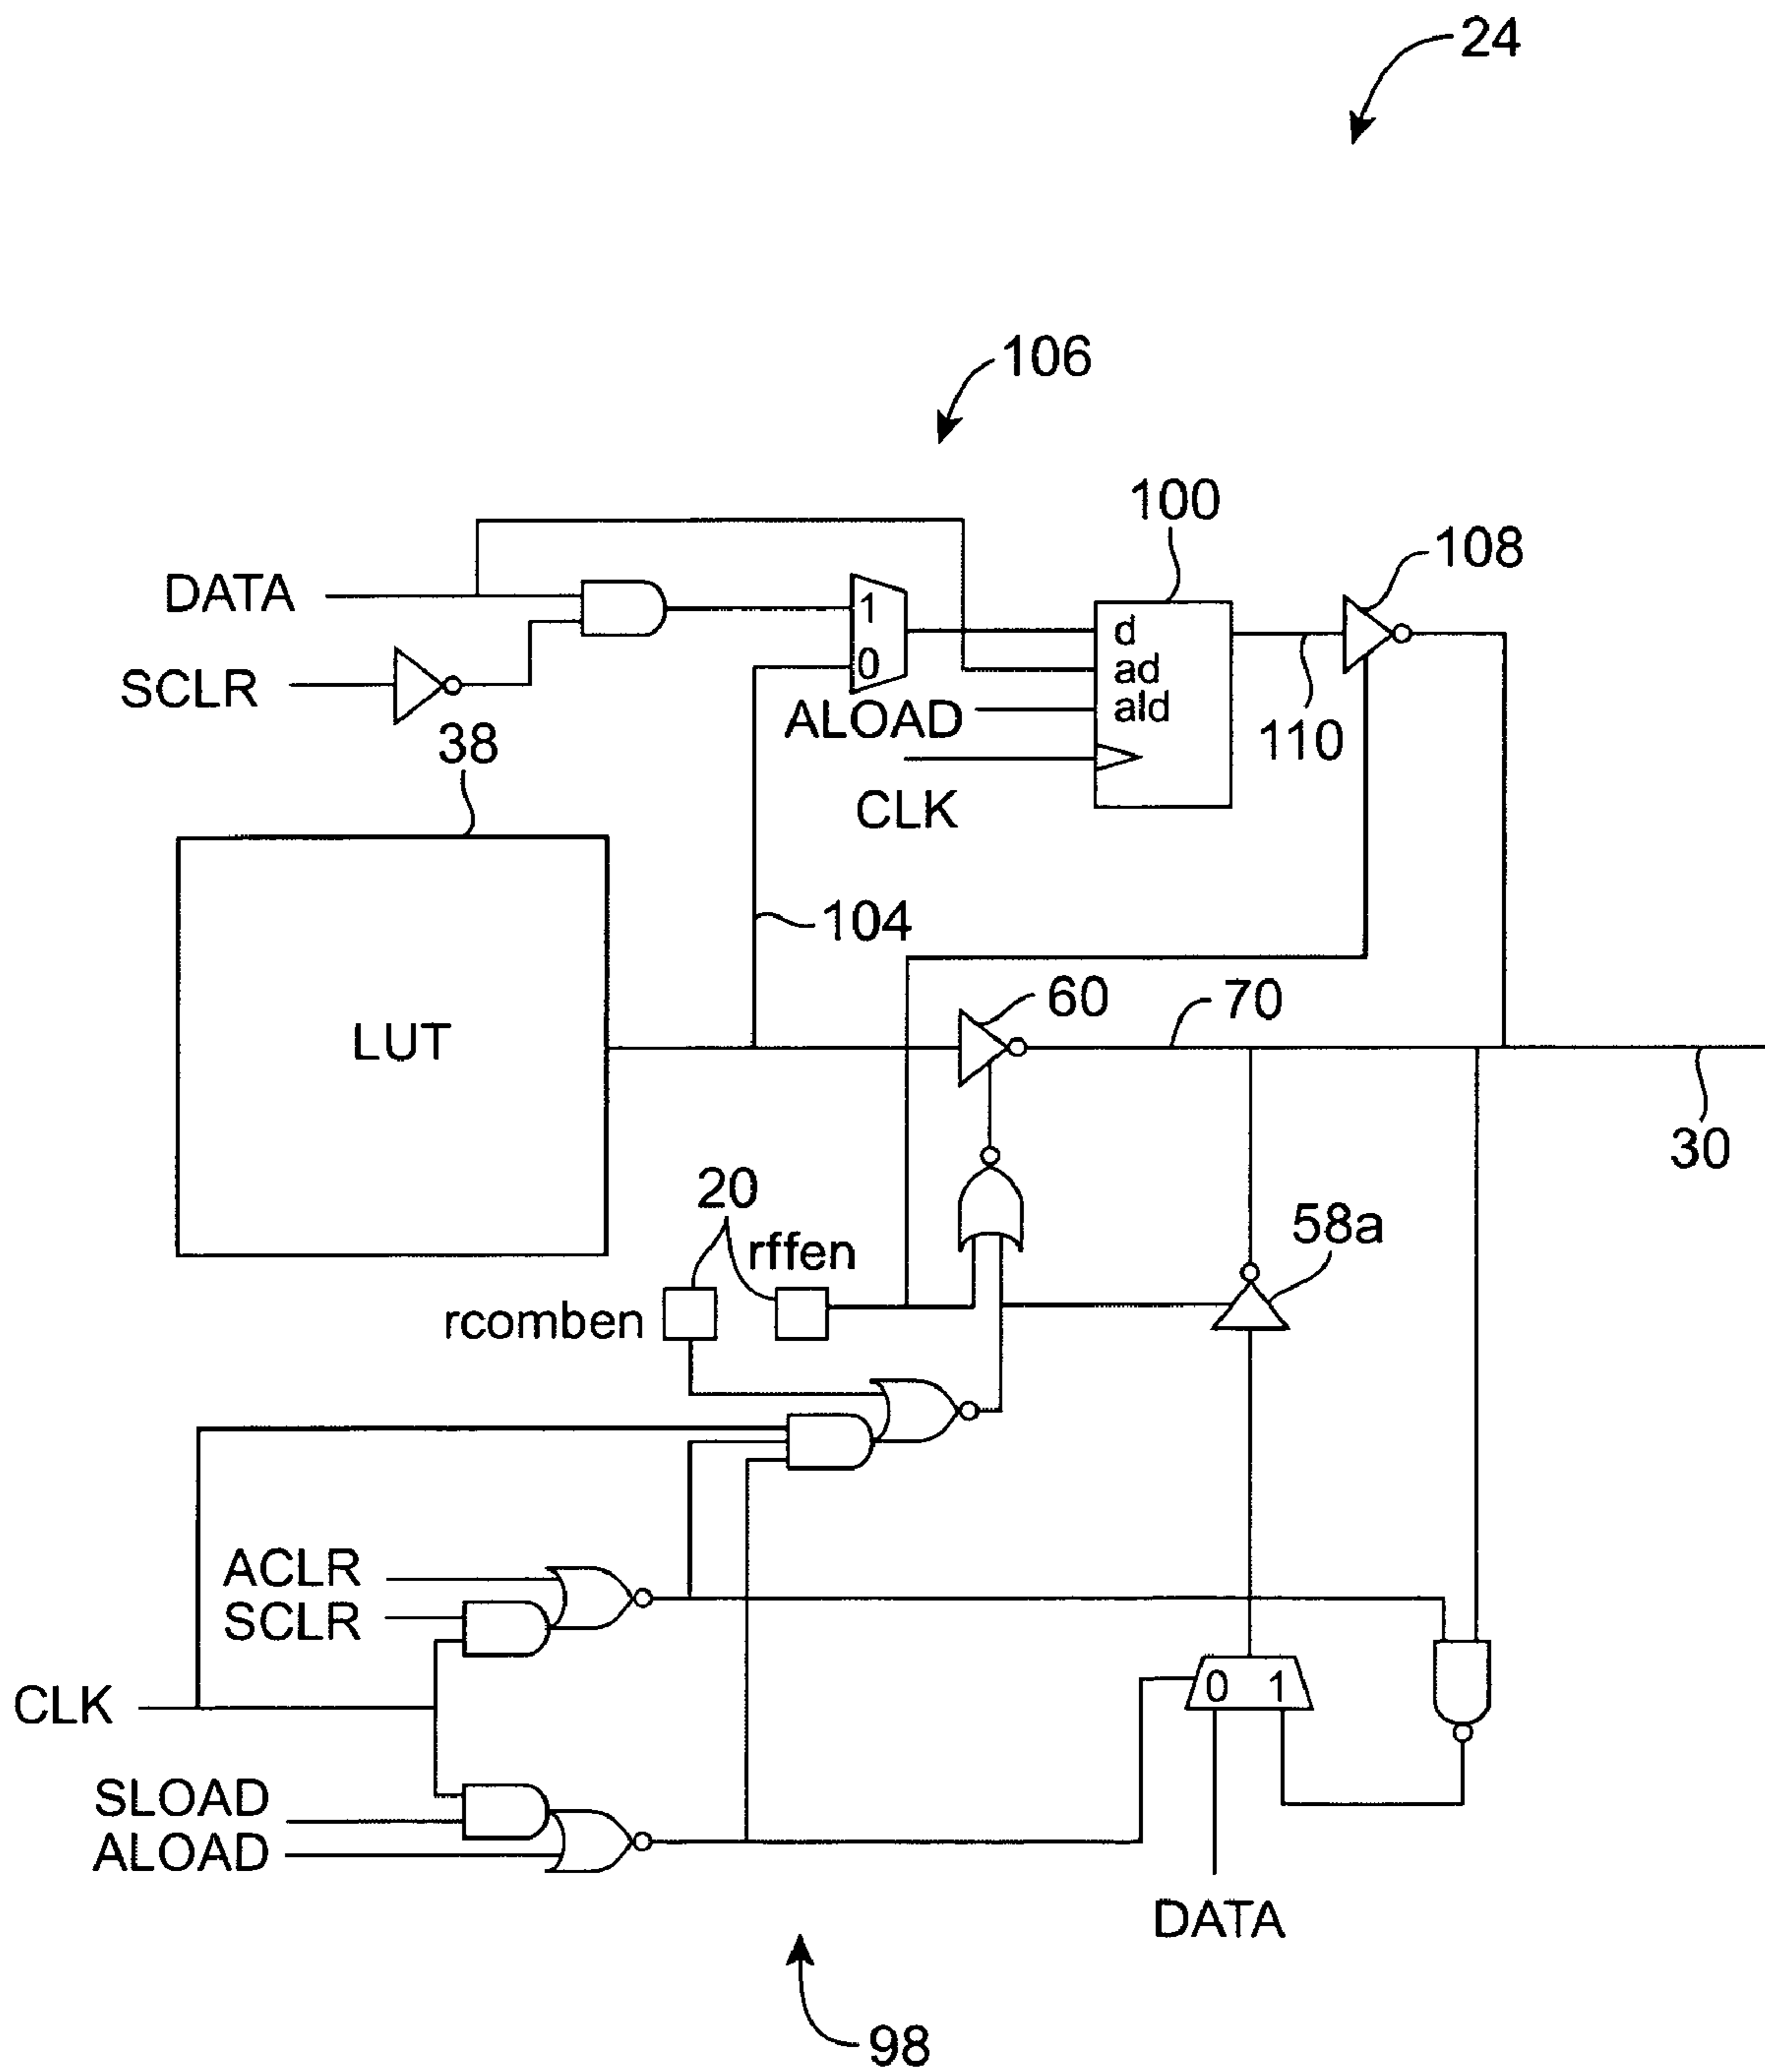 24
106
100
108
DATA
1
d
0
ad
SCLR
ALOAD
ald
110
38
CLK
104
60
70
LUT
30
20
rffen
58a
rcomben
ACLR
SCLR
0 1
CLK
SLOAD
ALOAD
DATA
98